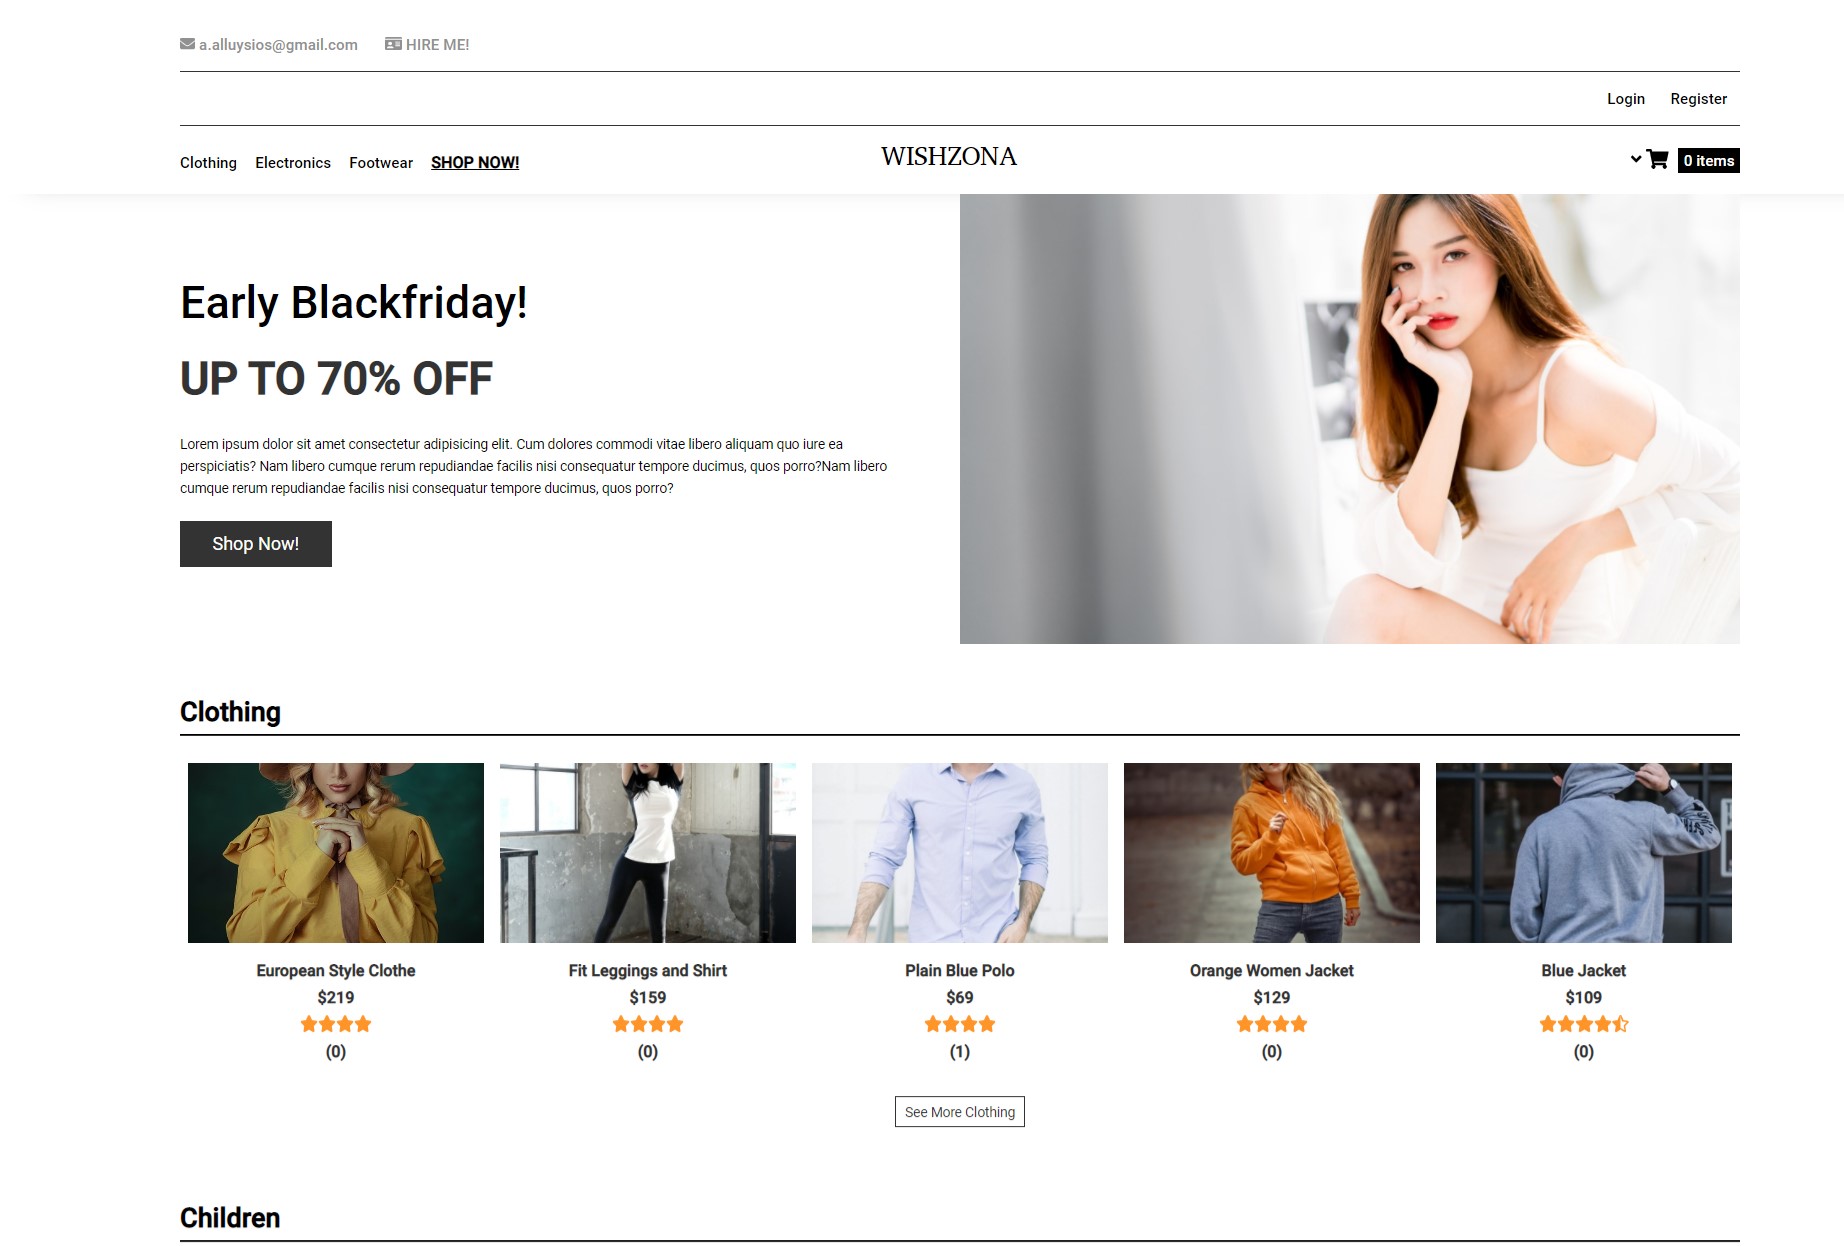 a.alluysios@gmail.com HIRE ME!
Login Register
Clothing Electronics Footwear SHOP NOW! WISHZONA 0 items
Early Blackfriday!
UP TO 70% OFF
Lorem ipsum dolor sit amet consectetur adipisicing elit. Cum dolores commodi vitae libero aliquam quo iure ea
perspiciatis? Nam libero cumque rerum repudiandae facilis nisi consequatur tempore ducimus, quos porro?Nam libero
cumque rerum repudiandae facilis nisi consequatur tempore ducimus, quos porro?
Shop Now!
Clothing
European Style Clothe
$219
(0)
Fit Leggings and Shirt
$159
(0)
Plain Blue Polo
$69
(1)
Orange Women Jacket
$129
(0)
Blue Jacket
$109
(0)
See More Clothing
Children